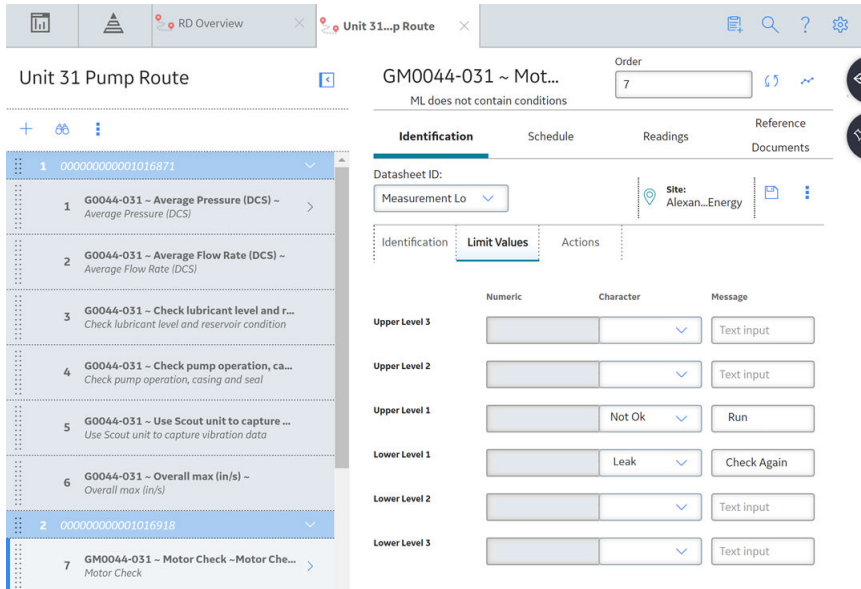 RD Overview
Unit 31...p Route
Unit 31 Pump Route
1 000000000001016871
1 G0044-031 ~ Average Pressure (DCS) ~
Average Pressure (DCS)
2 G0044-031 ~ Average Flow Rate (DCS) ~
Average Flow Rate (DCS)
3 G0044-031 ~ Check lubricant level and r...
Check lubricant level and reservoir condition
4 G0044-031 ~ Check pump operation, ca...
Check pump operation, casing and seal
5 G0044-031 ~ Use Scout unit to capture ...
Use Scout unit to capture vibration data
6 G0044-031 ~ Overall max (in/s) ~
Overall max (in/s)
2 000000000001016918
7 GM0044-031 ~ Motor Check ~Motor Che...
Motor Check
GM0044-031 ~ Mot...
ML does not contain conditions
Order
7
Identification Schedule Readings Reference Documents
Datasheet ID:
Measurement Lo
Site:
Alexan...Energy
Identification Limit Values Actions
Numeric Character Message
Upper Level 3 Text input
Upper Level 2 Text input
Upper Level 1 Not Ok Run
Lower Level 1 Leak Check Again
Lower Level 2 Text input
Lower Level 3 Text input